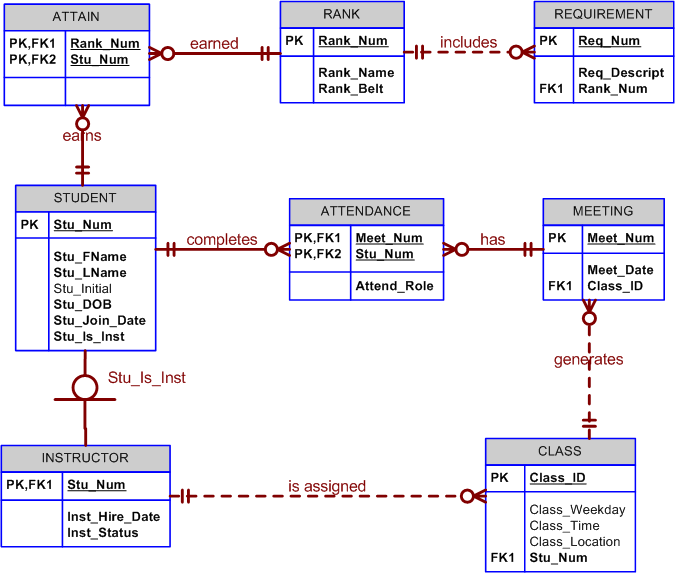 ATTAIN
PK,FK1 Rank_Num
PK,FK2 Stu_Num
earned
RANK
PK Rank_Num
Rank_Name
Rank_Belt
includes
REQUIREMENT
PK Req_Num
Req_Descript
FK1 Rank_Num
earns
STUDENT
PK Stu_Num
Stu_FName
Stu_LName
Stu_Initial
Stu_DOB
Stu_Join_Date
Stu_Is_Inst
completes
ATTENDANCE
PK,FK1 Meet_Num
PK,FK2 Stu_Num
Attend_Role
has
MEETING
PK Meet_Num
Meet_Date
FK1 Class_ID
Stu_Is_Inst
generates
INSTRUCTOR
PK,FK1 Stu_Num
Inst_Hire_Date
Inst_Status
is assigned
CLASS
PK Class_ID
Class_Weekday
Class_Time
Class_Location
FK1 Stu_Num